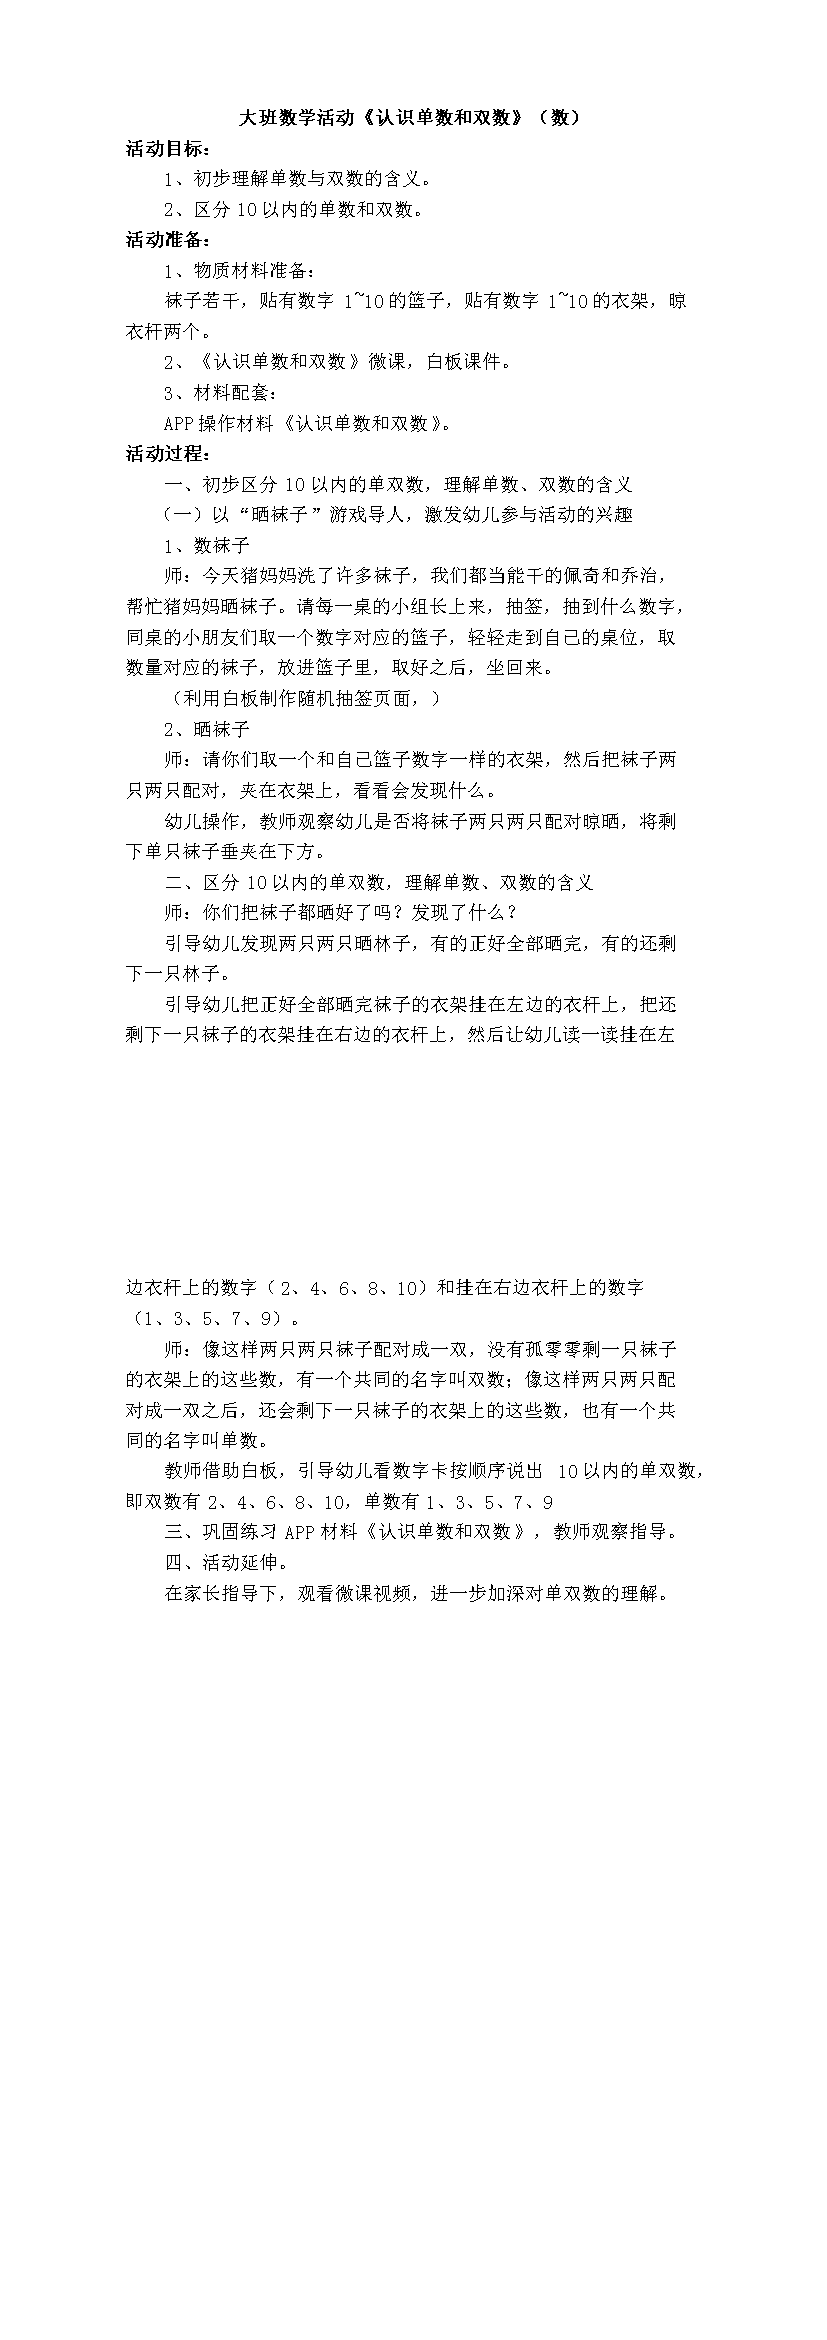 大班数学活动《认识单数和双数》（数）
活动目标：
1、初步理解单数与双数的含义。
2、区分10以内的单数和双数。
活动准备：
1、物质材料准备：
袜子若干，贴有数字 1~10的篮子，贴有数字 1~10的衣架，晾
衣杆两个。
2、《认识单数和双数》微课，白板课件。
3、材料配套：
APP操作材料《认识单数和双数》。
活动过程：
一、初步区分10以内的单双数，理解单数、双数的含义
（一）以“晒袜子”游戏导人，激发幼儿参与活动的兴趣
1、数袜子
师：今天猪妈妈洗了许多袜子，我们都当能干的佩奇和乔治，
帮忙猪妈妈晒袜子。请每一桌的小组长上来，抽签，抽到什么数字，
同桌的小朋友们取一个数字对应的篮子，轻轻走到自己的桌位，取
数量对应的袜子，放进篮子里，取好之后，坐回来。
（利用白板制作随机抽签页面，）
2、晒袜子
师：请你们取一个和自己篮子数字一样的衣架，然后把袜子两
只两只配对，夹在衣架上，看看会发现什么。
幼儿操作，教师观察幼儿是否将袜子两只两只配对晾晒，将剩
下单只袜子垂夹在下方。
二、区分10以内的单双数，理解单数、双数的含义
师：你们把袜子都晒好了吗？发现了什么？
引导幼儿发现两只两只晒林子，有的正好全部晒完，有的还剩
下一只林子。
引导幼儿把正好全部晒完袜子的衣架挂在左边的衣杆上，把还
剩下一只袜子的衣架挂在右边的衣杆上，然后让幼儿读一读挂在左
边衣杆上的数字（2、4、6、8、10）和挂在右边衣杆上的数字
（1、3、5、7、9）。
师：像这样两只两只袜子配对成一双，没有孤零零剩一只袜子
的衣架上的这些数，有一个共同的名字叫双数；像这样两只两只配
对成一双之后，还会剩下一只袜子的衣架上的这些数，也有一个共
同的名字叫单数。
教师借助白板，引导幼儿看数字卡按顺序说出 10以内的单双数，
即双数有2、4、6、8、10，单数有1、3、5、7、9
三、巩固练习APP材料《认识单数和双数》，教师观察指导。
四、活动延伸。
在家长指导下，观看微课视频，进一步加深对单双数的理解。